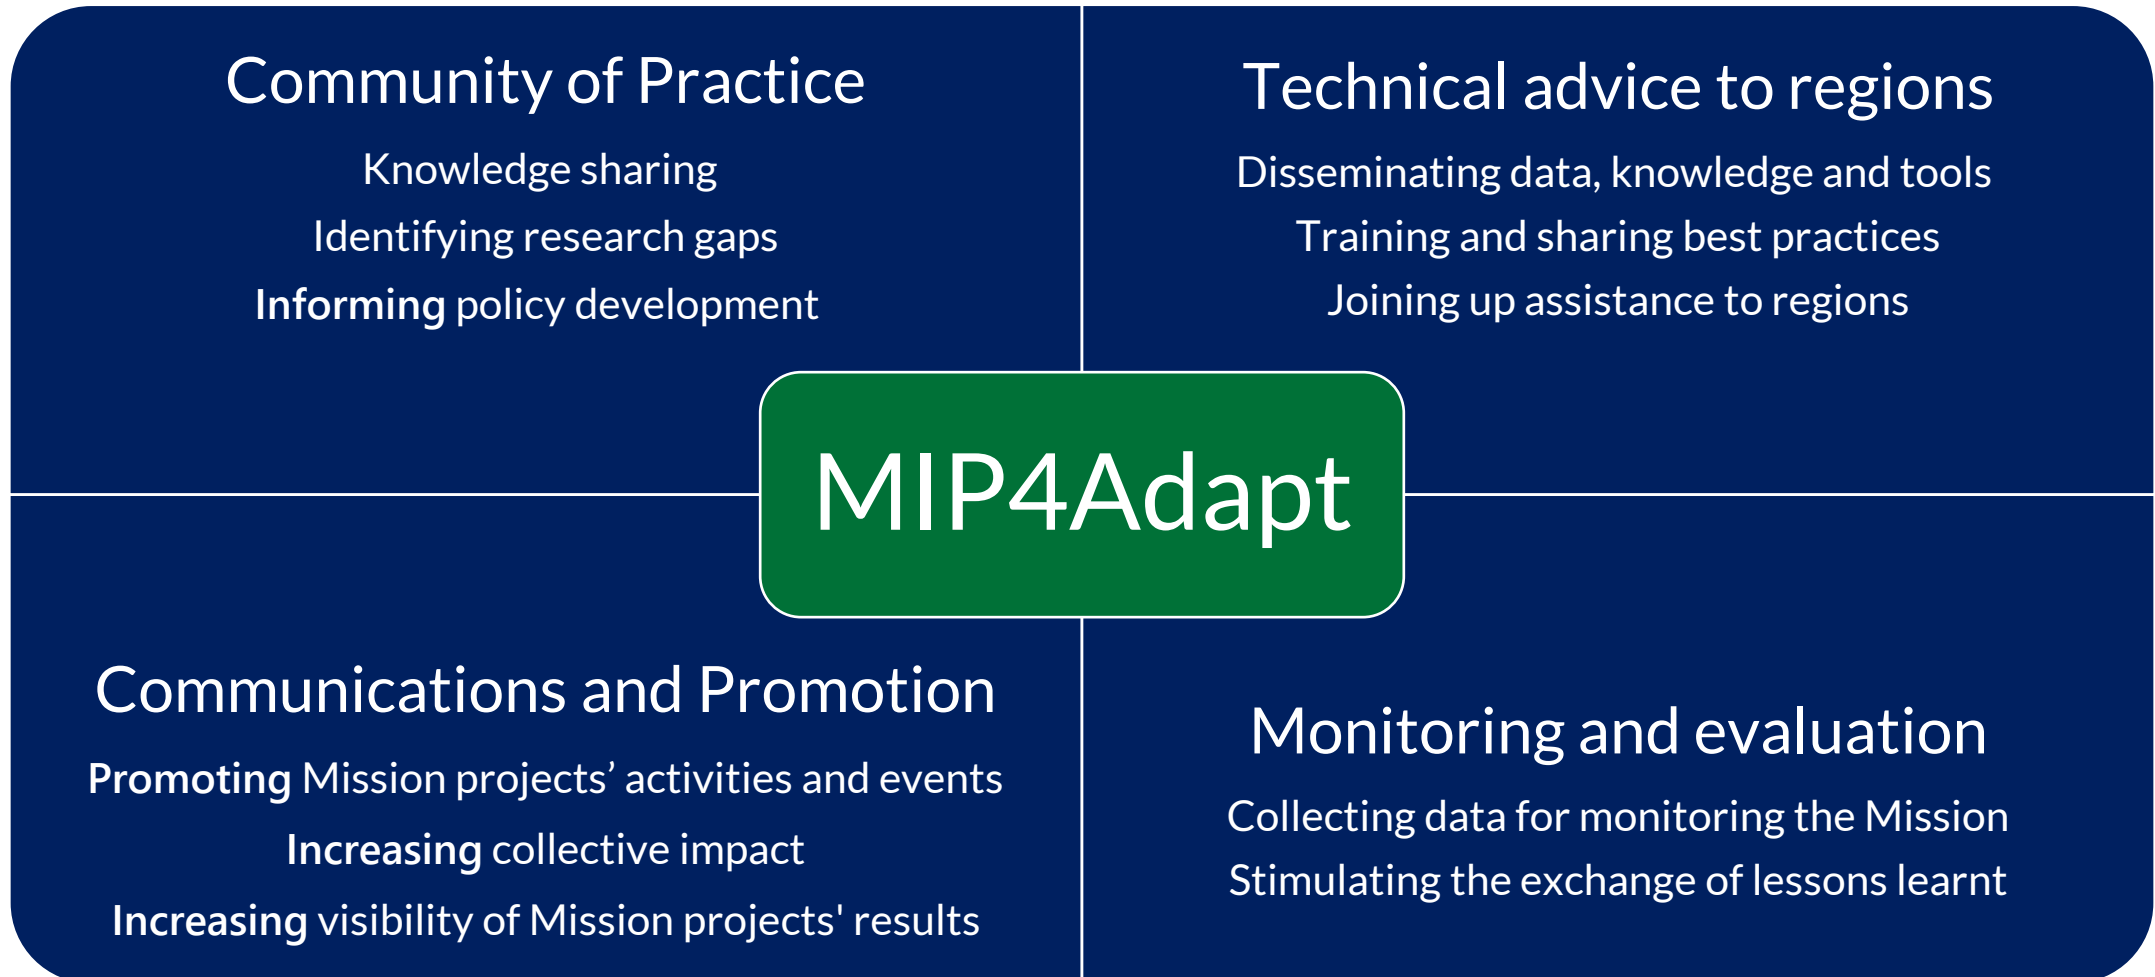 Community of Practice
Knowledge sharing
Identifying research gaps
Informing policy development
Technical advice to regions
Disseminating data, knowledge and tools
Training and sharing best practices
Joining up assistance to regions
MIP4Adapt
Communications and Promotion
Promoting Mission projects’ activities and events
Increasing collective impact
Increasing visibility of Mission projects' results
Monitoring and evaluation
Collecting data for monitoring the Mission
Stimulating the exchange of lessons learnt